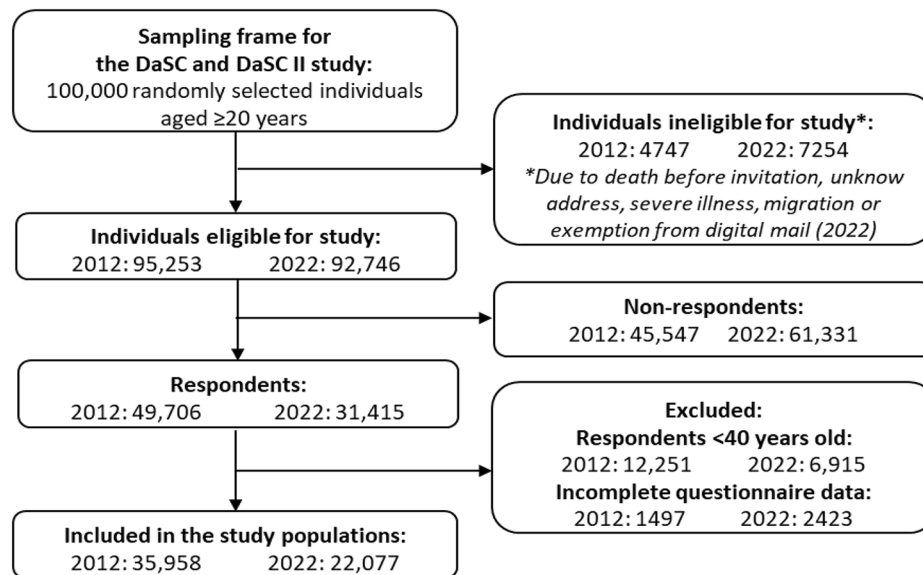 Sampling frame for
the DaSC and DaSC II study:
100,000 randomly selected individuals
aged ≥20 years
Individuals ineligible for study*:
2012: 4747 2022: 7254
*Due to death before invitation, unknow
address, severe illness, migration or
exemption from digital mail (2022)
Individuals eligible for study:
2012: 95,253 2022: 92,746
Non-respondents:
2012: 45,547 2022: 61,331
Respondents:
2012: 49,706 2022: 31,415
Excluded:
Respondents <40 years old:
2012: 12,251 2022: 6,915
Incomplete questionnaire data:
2012: 1497 2022: 2423
Included in the study populations:
2012: 35,958 2022: 22,077